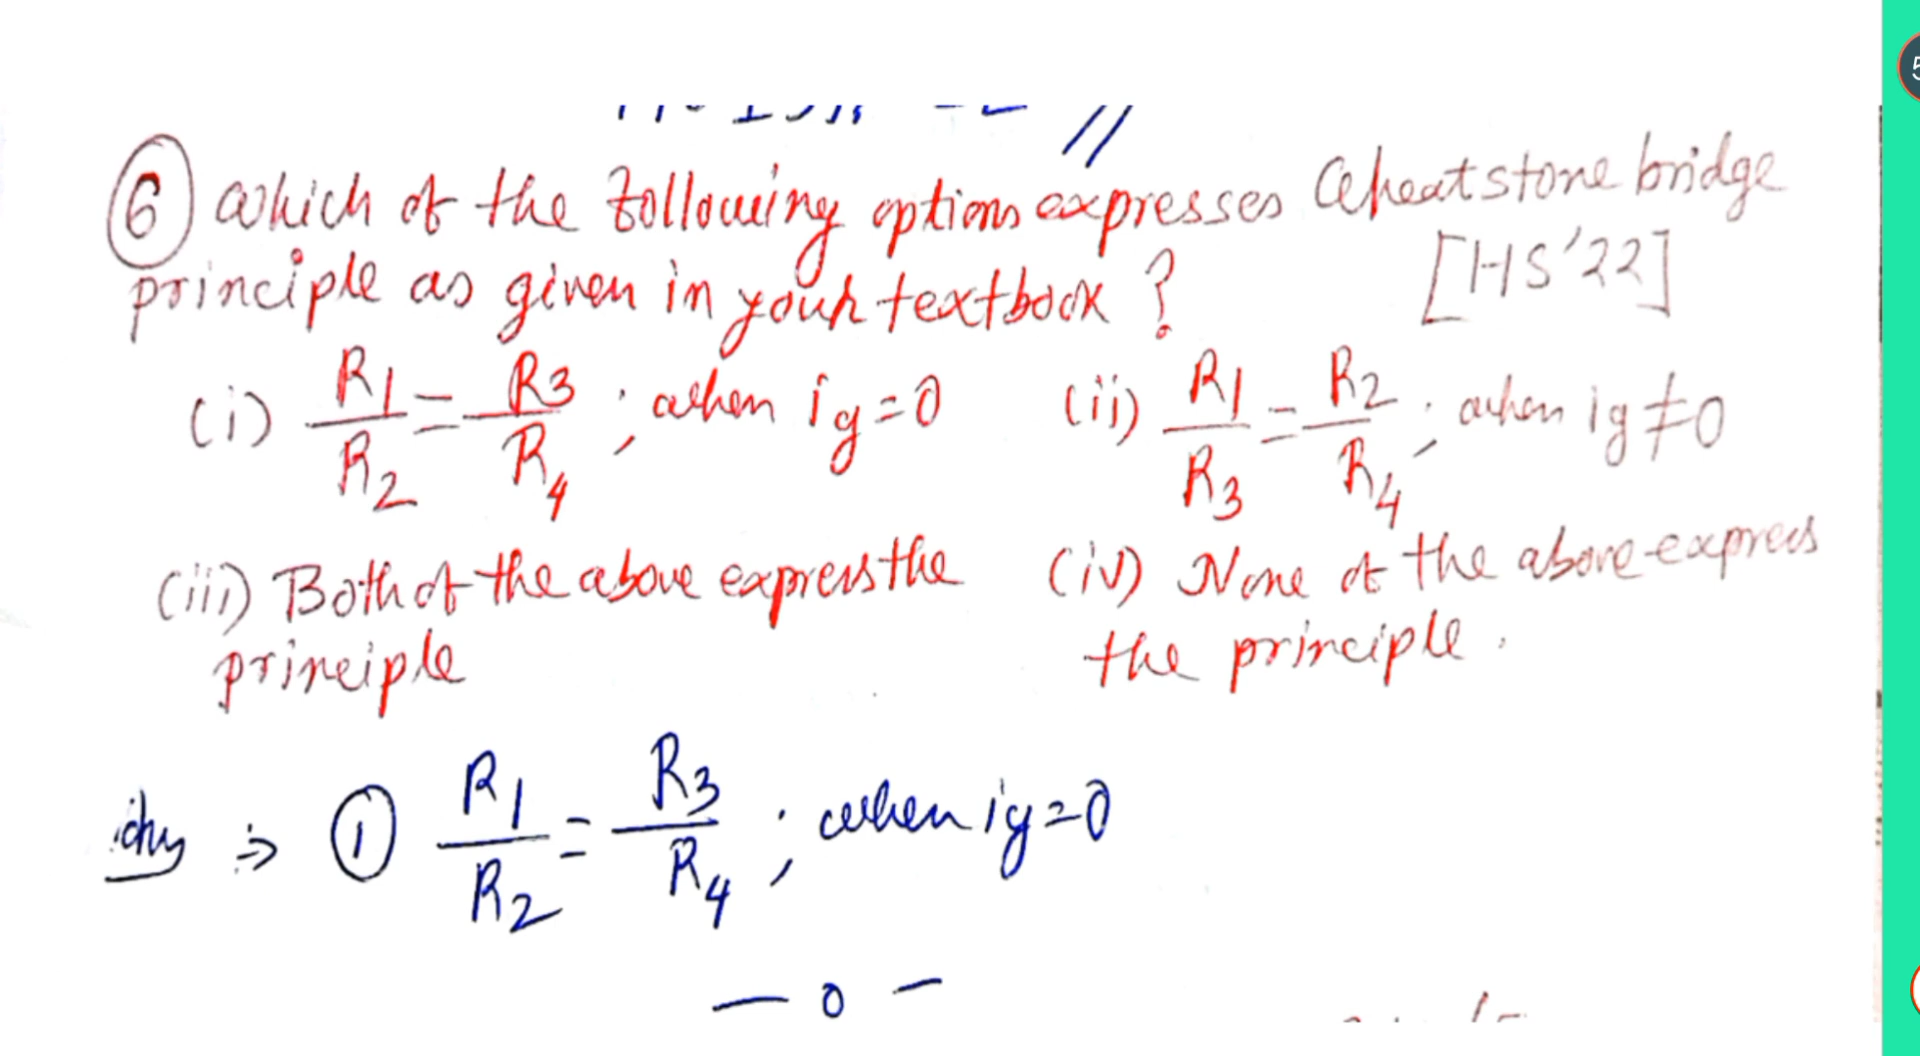 6 Which of the following options expresses Wheatstone bridge
principle as given in your textbook? [HS'22]
(i) R1/R2 = R3/R4 ; when ig=0 (ii) R1/R3 = R2/R4 ; when ig≠0
(iii) Both of the above express the (iv) None of the above express
principle the principle.
⇒ (i) R1/R2 = R3/R4 ; when ig=0
— 0 —